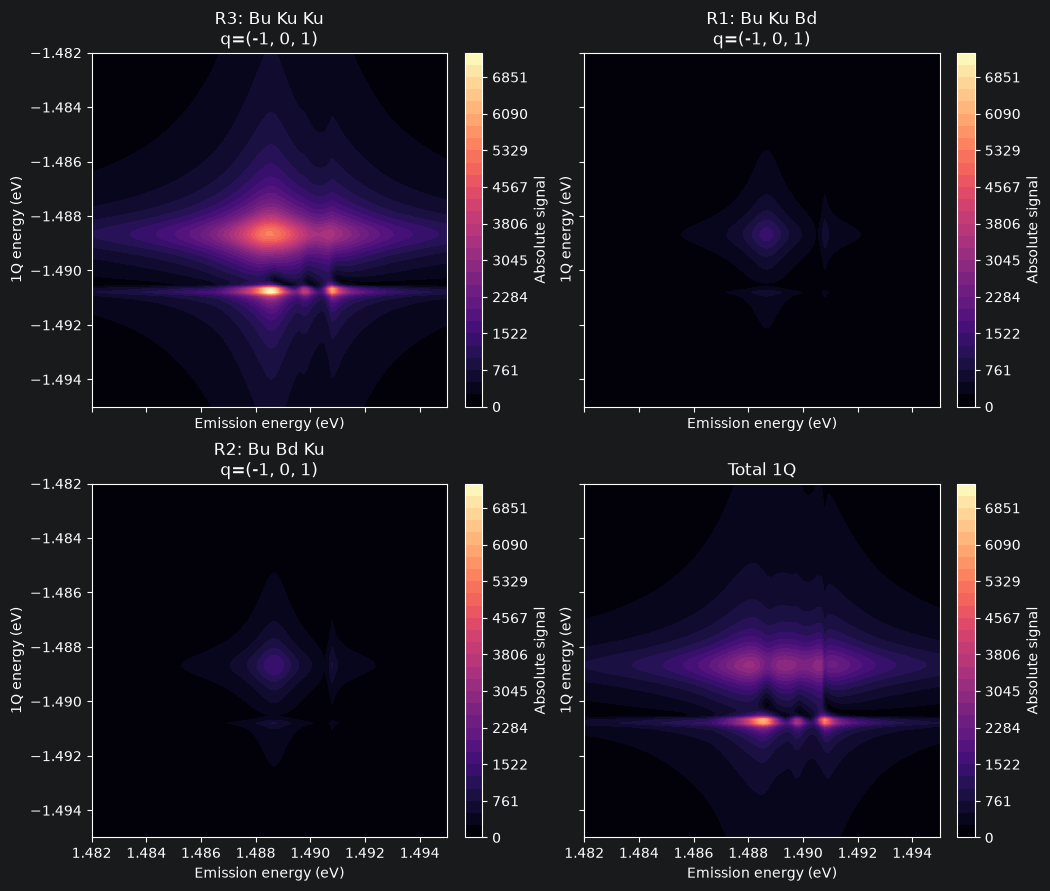 R3: Bu Ku Ku
q=(-1, 0, 1)
−1.482
−1.484
−1.486
−1.488
−1.490
−1.492
−1.494
1Q energy (eV)
Emission energy (eV)
6851
6090
5329
4567
3806
3045
2284
1522
761
0
Absolute signal
R1: Bu Ku Bd
q=(-1, 0, 1)
1Q energy (eV)
Emission energy (eV)
6851
6090
5329
4567
3806
3045
2284
1522
761
0
Absolute signal
R2: Bu Bd Ku
q=(-1, 0, 1)
−1.482
−1.484
−1.486
−1.488
−1.490
−1.492
−1.494
1Q energy (eV)
1.482 1.484 1.486 1.488 1.490 1.492 1.494
Emission energy (eV)
6851
6090
5329
4567
3806
3045
2284
1522
761
0
Absolute signal
Total 1Q
1Q energy (eV)
1.482 1.484 1.486 1.488 1.490 1.492 1.494
Emission energy (eV)
6851
6090
5329
4567
3806
3045
2284
1522
761
0
Absolute signal